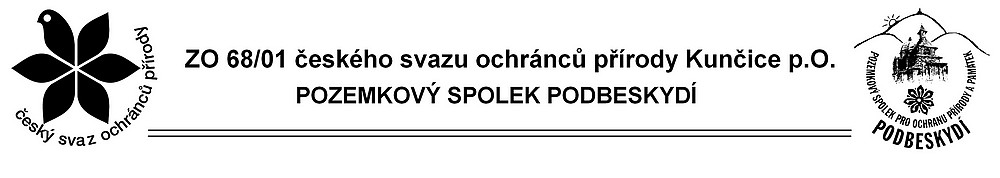 český svaz ochránců přírody
ZO 68/01 českého svazu ochránců přírody Kunčice p.O.
POZEMKOVÝ SPOLEK PODBESKYDÍ
POZEMKOVÝ SPOLEK PRO OCHRANU PŘÍRODY A PAMÁTEK
PODBESKYDÍ